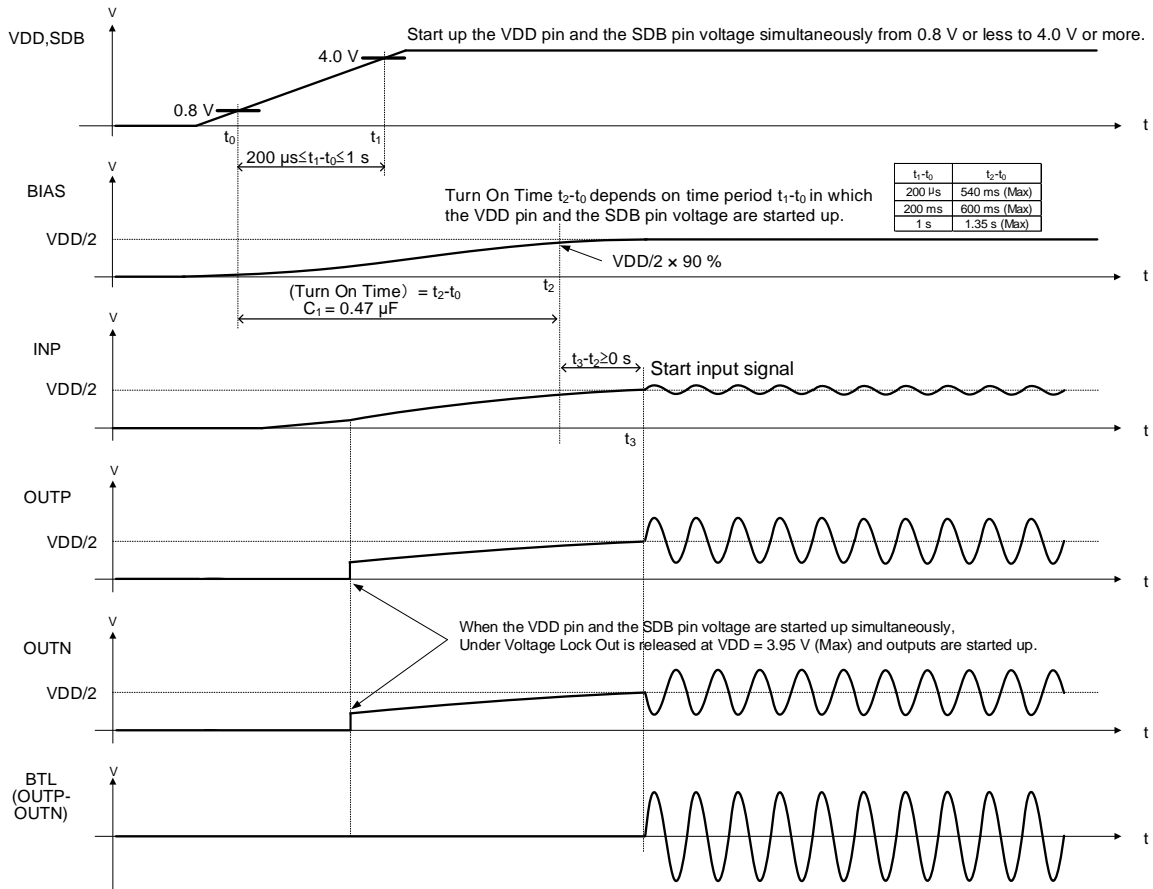 V
VDD,SDB
Start up the VDD pin and the SDB pin voltage simultaneously from 0.8 V or less to 4.0 V or more.
4.0 V
0.8 V
t0
t1
t
200 µs≤t1-t0≤1 s
V
BIAS
Turn On Time t2-t0 depends on time period t1-t0 in which
the VDD pin and the SDB pin voltage are started up.
t1-t0 t2-t0
200 µs 540 ms (Max)
200 ms 600 ms (Max)
1 s 1.35 s (Max)
VDD/2
VDD/2 × 90 %
t
t2
(Turn On Time) = t2-t0
C1 = 0.47 µF
V
INP
t3-t2≥0 s
Start input signal
VDD/2
t3
t
V
OUTP
VDD/2
t
V
OUTN
When the VDD pin and the SDB pin voltage are started up simultaneously,
Under Voltage Lock Out is released at VDD = 3.95 V (Max) and outputs are started up.
VDD/2
t
V
BTL
(OUTP-
OUTN)
t